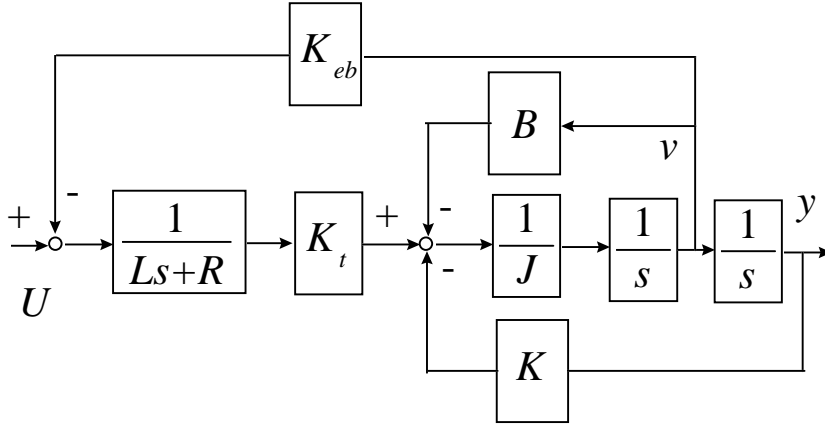 K_eb
B
v
- -
+ 1/(Ls+R) K_t + - 1/J 1/s 1/s y
U
K